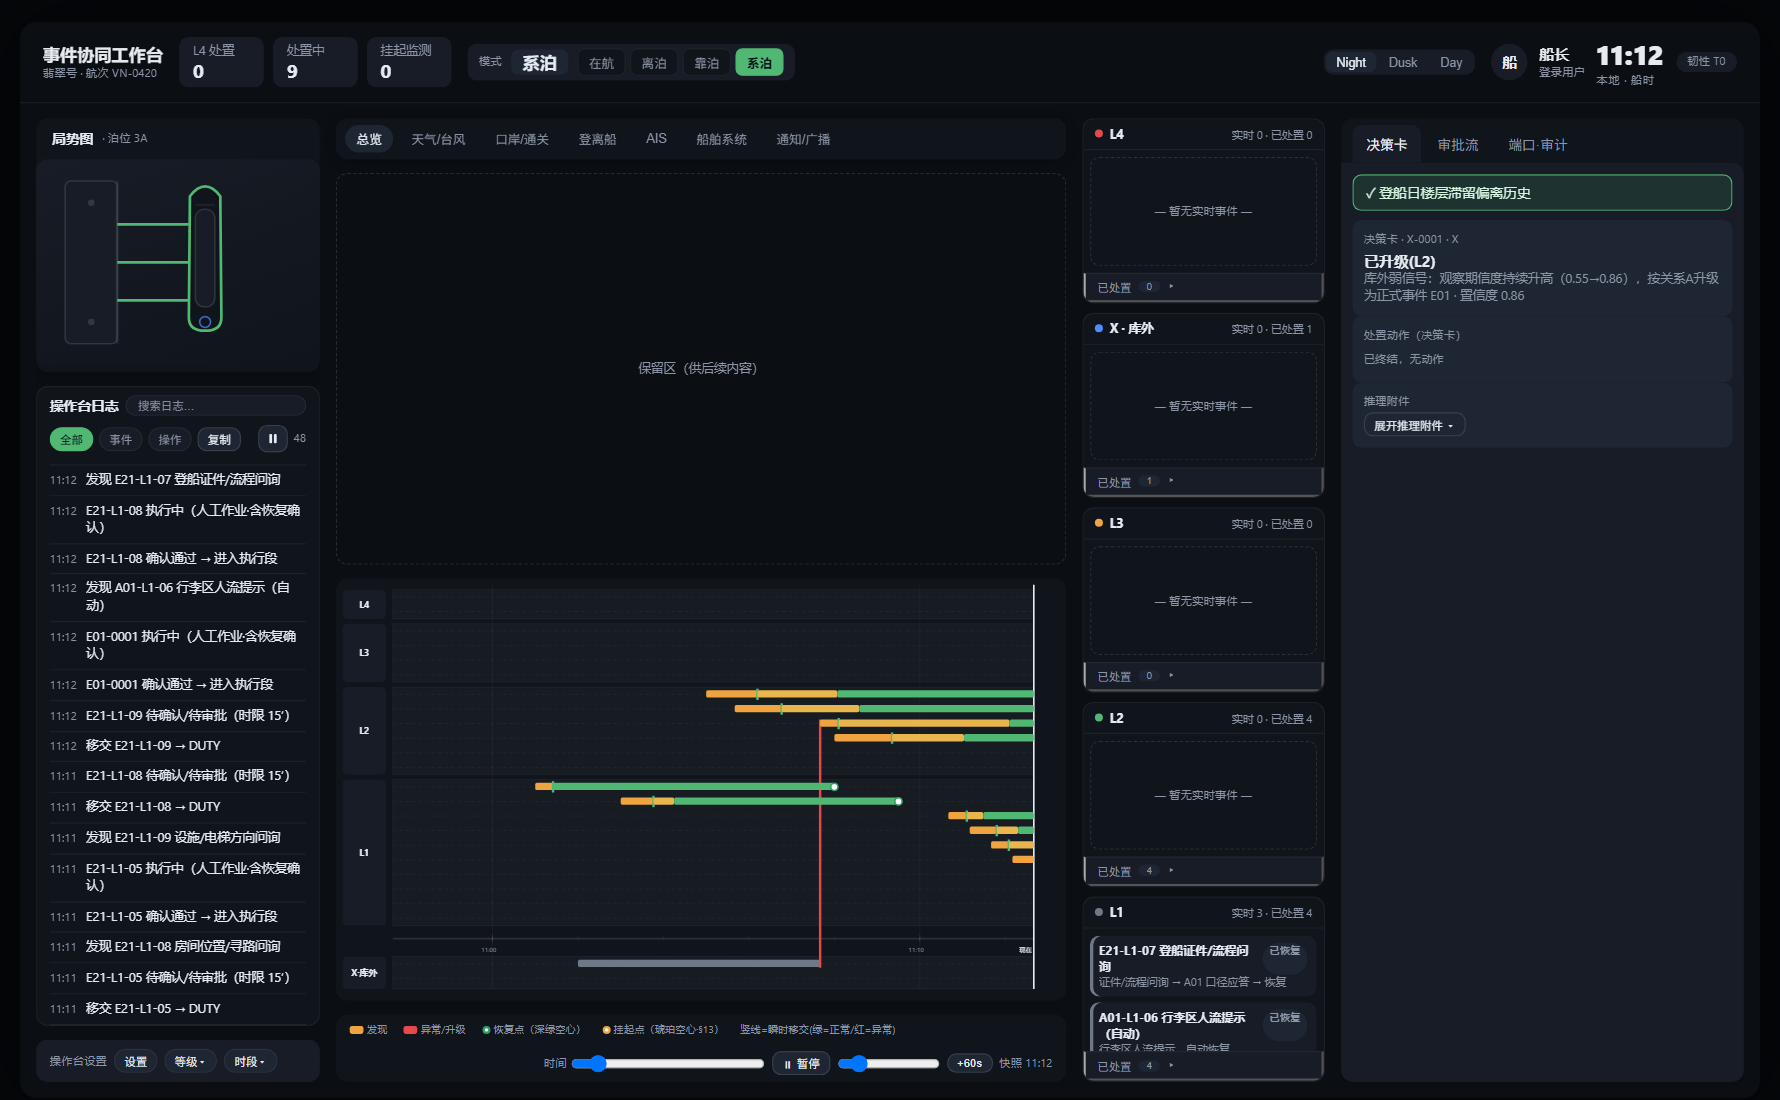 事件协同工作台
翡翠号 · 航次 VN-0420
L4 处置
0
处置中
9
挂起监测
0
模式 系泊 在航 离泊 靠泊 系泊
Night Dusk Day
船
船长
登录用户
11:12
本地 · 船时
韧性 T0
局势图 · 泊位 3A
操作台日志 搜索日志...
全部 事件 操作 复制 48
11:12 发现 E21-L1-07 登船证件/流程问询
11:12 E21-L1-08 执行中（人工作业·含恢复确
认）
11:12 E21-L1-08 确认通过 → 进入执行段
11:12 发现 A01-L1-06 行李区人流提示（自
动）
11:12 E01-0001 执行中（人工作业·含恢复确
认）
11:12 E01-0001 确认通过 → 进入执行段
11:12 E21-L1-09 待确认/待审批（时限 15'）
11:12 移交 E21-L1-09 → DUTY
11:11 E21-L1-08 待确认/待审批（时限 15'）
11:11 移交 E21-L1-08 → DUTY
11:11 发现 E21-L1-09 设施/电梯方向问询
11:11 E21-L1-05 执行中（人工作业·含恢复确
认）
11:11 E21-L1-05 确认通过 → 进入执行段
11:11 发现 E21-L1-08 房间位置/寻路问询
11:11 E21-L1-05 待确认/待审批（时限 15'）
11:11 移交 E21-L1-05 → DUTY
操作台设置 设置 等级 时段
总览 天气/台风 口岸/通关 登离船 AIS 船舶系统 通知/广播
保留区（供后续内容）
L4
L3
L2
L1
11:00 11:10 现在
X·库外
发现 异常/升级 恢复点（深绿空心） 挂起点（琥珀空心·§13） 竖线=瞬时移交(绿=正常/红=异常)
时间 ⏸ 暂停 +60s 快照 11:12
L4 实时 0 · 已处置 0
— 暂无实时事件 —
已处置 0
X · 库外 实时 0 · 已处置 1
— 暂无实时事件 —
已处置 1
L3 实时 0 · 已处置 0
— 暂无实时事件 —
已处置 0
L2 实时 0 · 已处置 4
— 暂无实时事件 —
已处置 4
L1 实时 3 · 已处置 4
E21-L1-07 登船证件/流程问
询
已恢复
证件/流程问询 → A01 口径应答 → 恢复
A01-L1-06 行李区人流提示
（自动）
已恢复
行李区人流提示，自动恢复
已处置 4
决策卡 审批流 端口·审计
✓ 登船日楼层滞留偏离历史
决策卡 · X-0001 · X
已升级(L2)
库外弱信号：观察期信度持续升高（0.55→0.86），按关系A升级
为正式事件 E01 · 置信度 0.86
处置动作（决策卡）
已终结，无动作
推理附件
展开推理附件